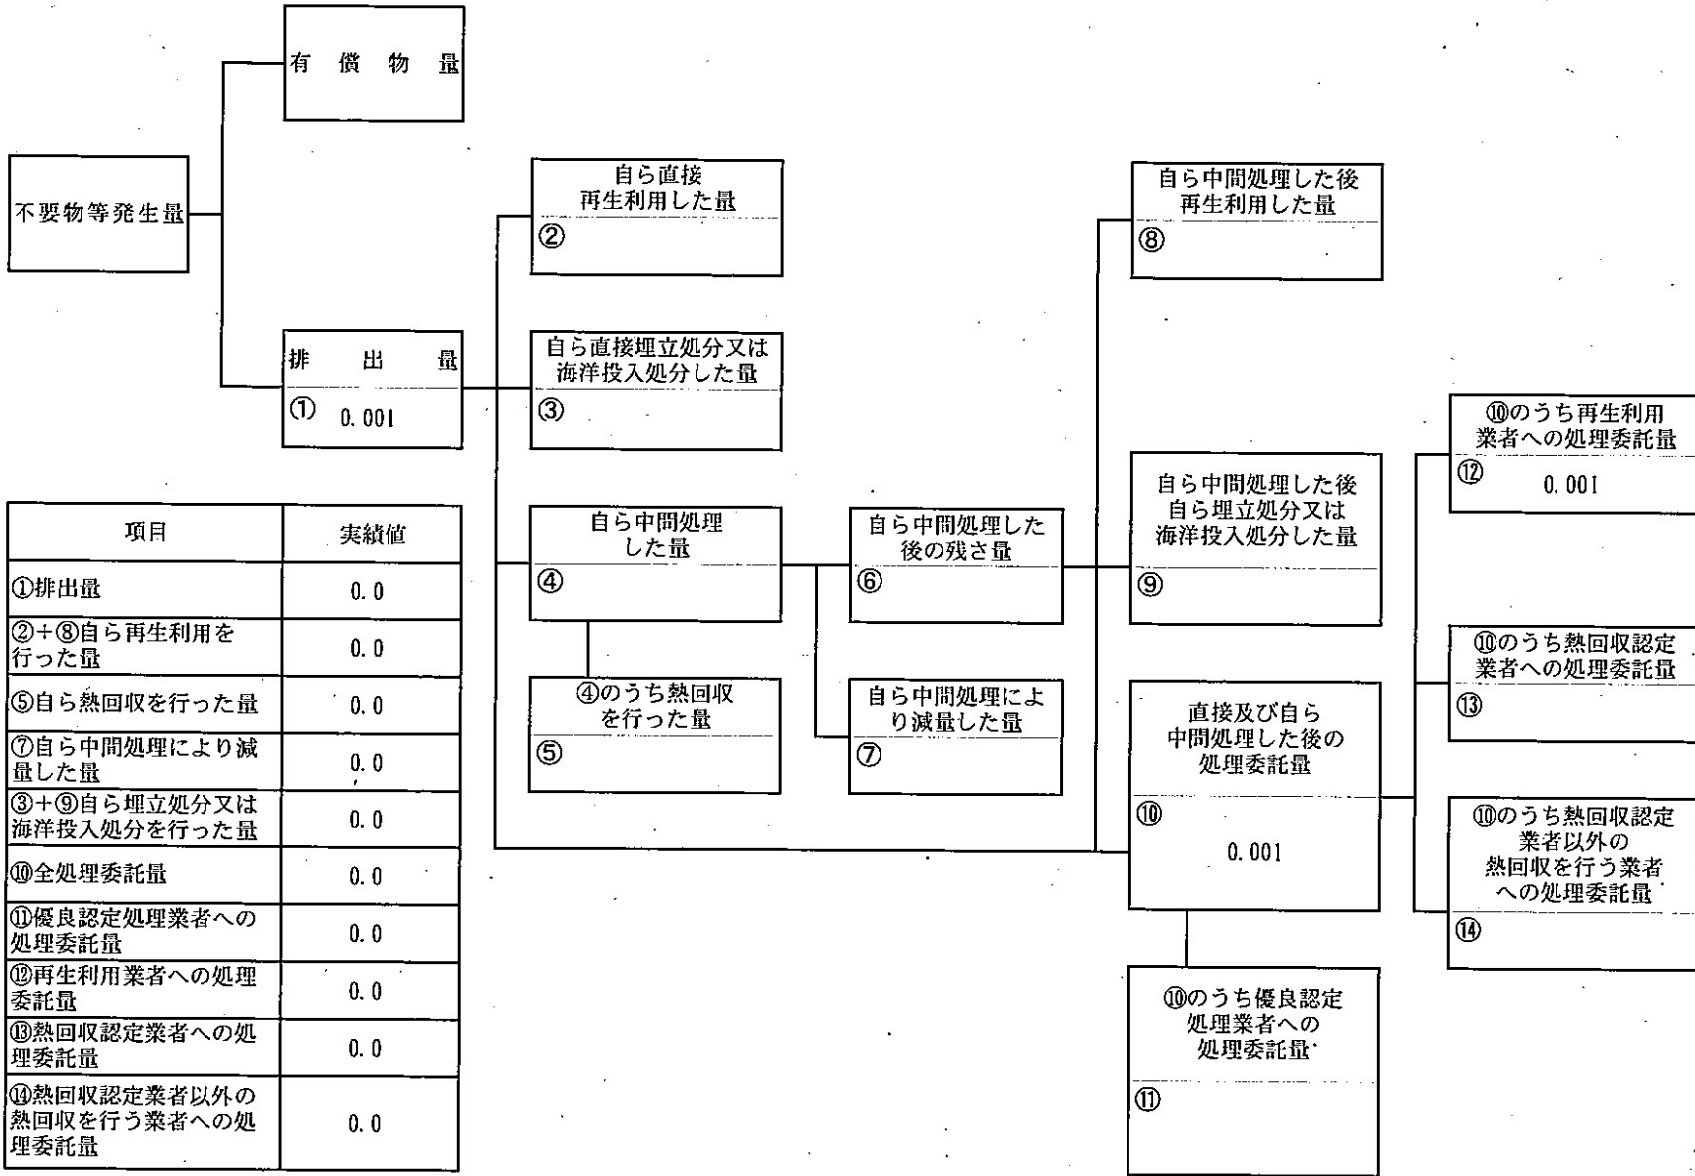 有償物量
不要物等発生量
排出量
① 0.001
自ら直接
再生利用した量
②
自ら直接埋立処分又は
海洋投入処分した量
③
自ら中間処理
した量
④
④のうち熱回収
を行った量
⑤
自ら中間処理した
後の残さ量
⑥
自ら中間処理によ
り減量した量
⑦
自ら中間処理した後
再生利用した量
⑧
自ら中間処理した後
自ら埋立処分又は
海洋投入処分した量
⑨
直接及び自ら
中間処理した後の
処理委託量
⑩
0.001
⑩のうち優良認定
処理業者への
処理委託量
⑪
⑩のうち再生利用
業者への処理委託量
⑫
0.001
⑩のうち熱回収認定
業者への処理委託量
⑬
⑩のうち熱回収認定
業者以外の
熱回収を行う業者
への処理委託量
⑭
項目 実績値
①排出量 0.0
②+⑧自ら再生利用を
行った量 0.0
⑤自ら熱回収を行った量 0.0
⑦自ら中間処理により減
量した量 0.0
③+⑨自ら埋立処分又は
海洋投入処分を行った量 0.0
⑩全処理委託量 0.0
⑪優良認定処理業者への
処理委託量 0.0
⑫再生利用業者への処理
委託量 0.0
⑬熱回収認定業者への処
理委託量 0.0
⑭熱回収認定業者以外の
熱回収を行う業者への処
理委託量 0.0